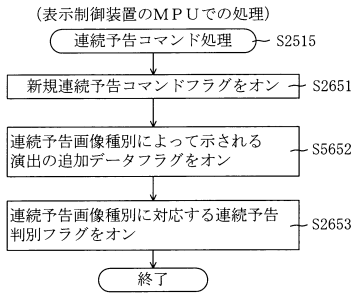 (表示制御装置のMPUでの処理)
連続予告コマンド処理
S2515
新規連続予告コマンドフラグをオン
S2651
連続予告画像種別によって示される
演出の追加データフラグをオン
S5652
連続予告画像種別に対応する連続予告
判別フラグをオン
S2653
終了